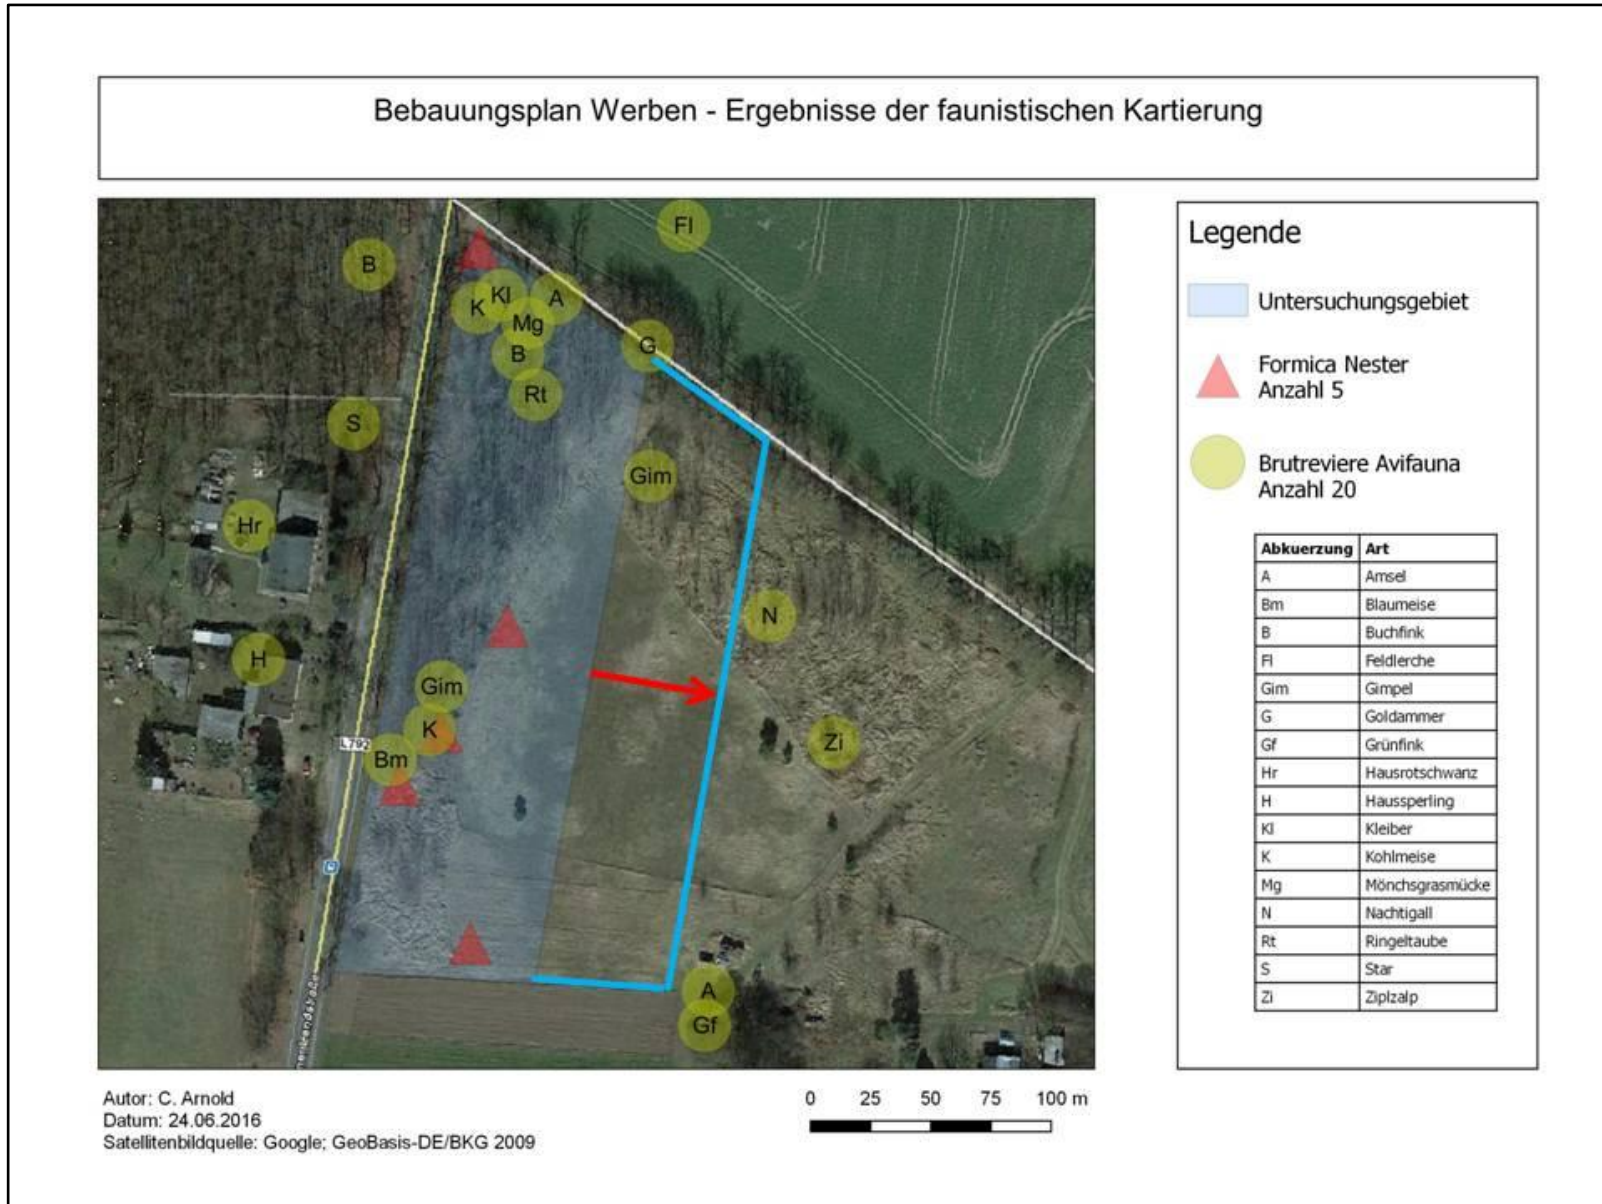 Bebauungsplan Werben - Ergebnisse der faunistischen Kartierung
Fl
B
Kl
A
K
Mg
B
G
Rt
S
Gim
Hr
N
H
Gim
K
L792
Bm
Zi
A
Gf
Legende
Untersuchungsgebiet
Formica Nester
Anzahl 5
Brutreviere Avifauna
Anzahl 20
Abkuerzung Art
A Amsel
Bm Blaumeise
B Buchfink
Fl Feldlerche
Gim Gimpel
G Goldammer
Gf Grünfink
Hr Hausrotschwanz
H Haussperling
Kl Kleiber
K Kohlmeise
Mg Mönchsgrasmücke
N Nachtigall
Rt Ringeltaube
S Star
Zi Ziplzalp
Autor: C. Arnold
Datum: 24.06.2016
Satellitenbildquelle: Google; GeoBasis-DE/BKG 2009
0 25 50 75 100 m